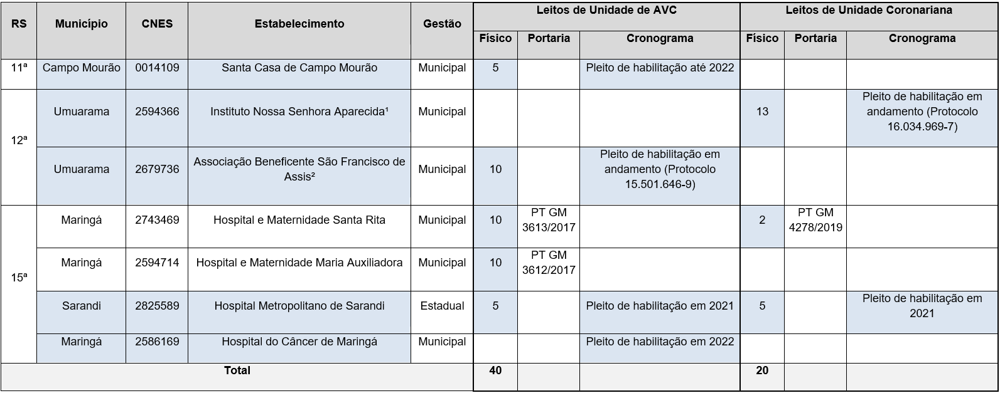 RS Município CNES Estabelecimento Gestão Leitos de Unidade de AVC Leitos de Unidade Coronariana
Físico Portaria Cronograma Físico Portaria Cronograma
11ª Campo Mourão 0014109 Santa Casa de Campo Mourão Municipal 5 Pleito de habilitação até 2022
12ª
Umuarama 2594366 Instituto Nossa Senhora Aparecida¹ Municipal 13 Pleito de habilitação em
andamento (Protocolo
16.034.969-7)
Umuarama 2679736 Associação Beneficente São Francisco de
Assis² Municipal 10 Pleito de habilitação em
andamento (Protocolo
15.501.646-9)
15ª
Maringá 2743469 Hospital e Maternidade Santa Rita Municipal 10 PT GM
3613/2017 2 PT GM
4278/2019
Maringá 2594714 Hospital e Maternidade Maria Auxiliadora Municipal 10 PT GM
3612/2017
Sarandi 2825589 Hospital Metropolitano de Sarandi Estadual 5 Pleito de habilitação em 2021 5 Pleito de habilitação em
2021
Maringá 2586169 Hospital do Câncer de Maringá Municipal Pleito de habilitação em 2022
Total 40 20